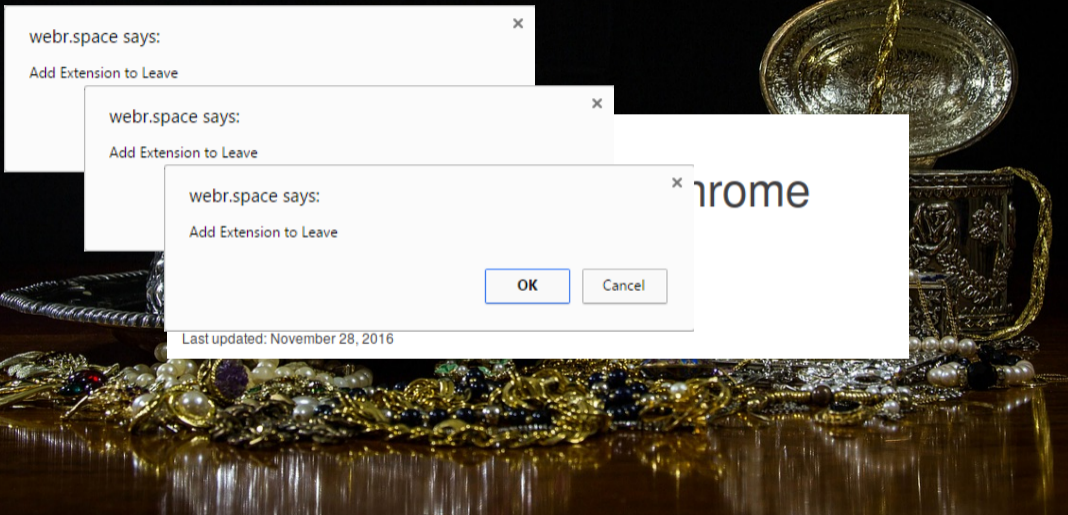 webr.space says:
Add Extension to Leave
webr.space says:
Add Extension to Leave
webr.space says:
Add Extension to Leave
OK
Cancel
Last updated: November 28, 2016